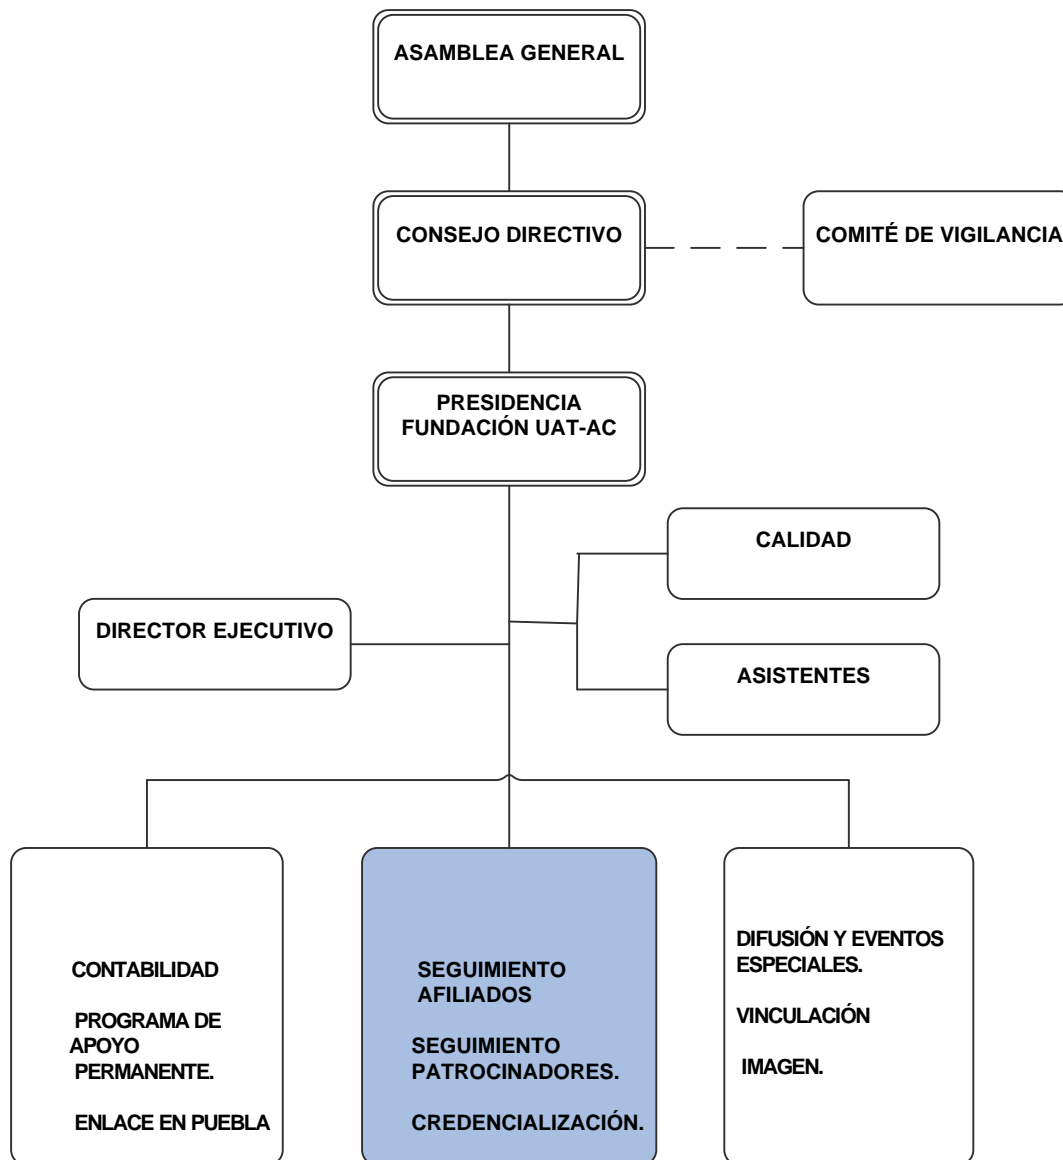 ASAMBLEA GENERAL
CONSEJO DIRECTIVO
COMITÉ DE VIGILANCIA
PRESIDENCIA
FUNDACIÓN UAT-AC
CALIDAD
DIRECTOR EJECUTIVO
ASISTENTES
CONTABILIDAD
PROGRAMA DE
APOYO
PERMANENTE.
ENLACE EN PUEBLA
SEGUIMIENTO
AFILIADOS
SEGUIMIENTO
PATROCINADORES.
CREDENCIALIZACIÓN.
DIFUSIÓN Y EVENTOS
ESPECIALES.
VINCULACIÓN
IMAGEN.